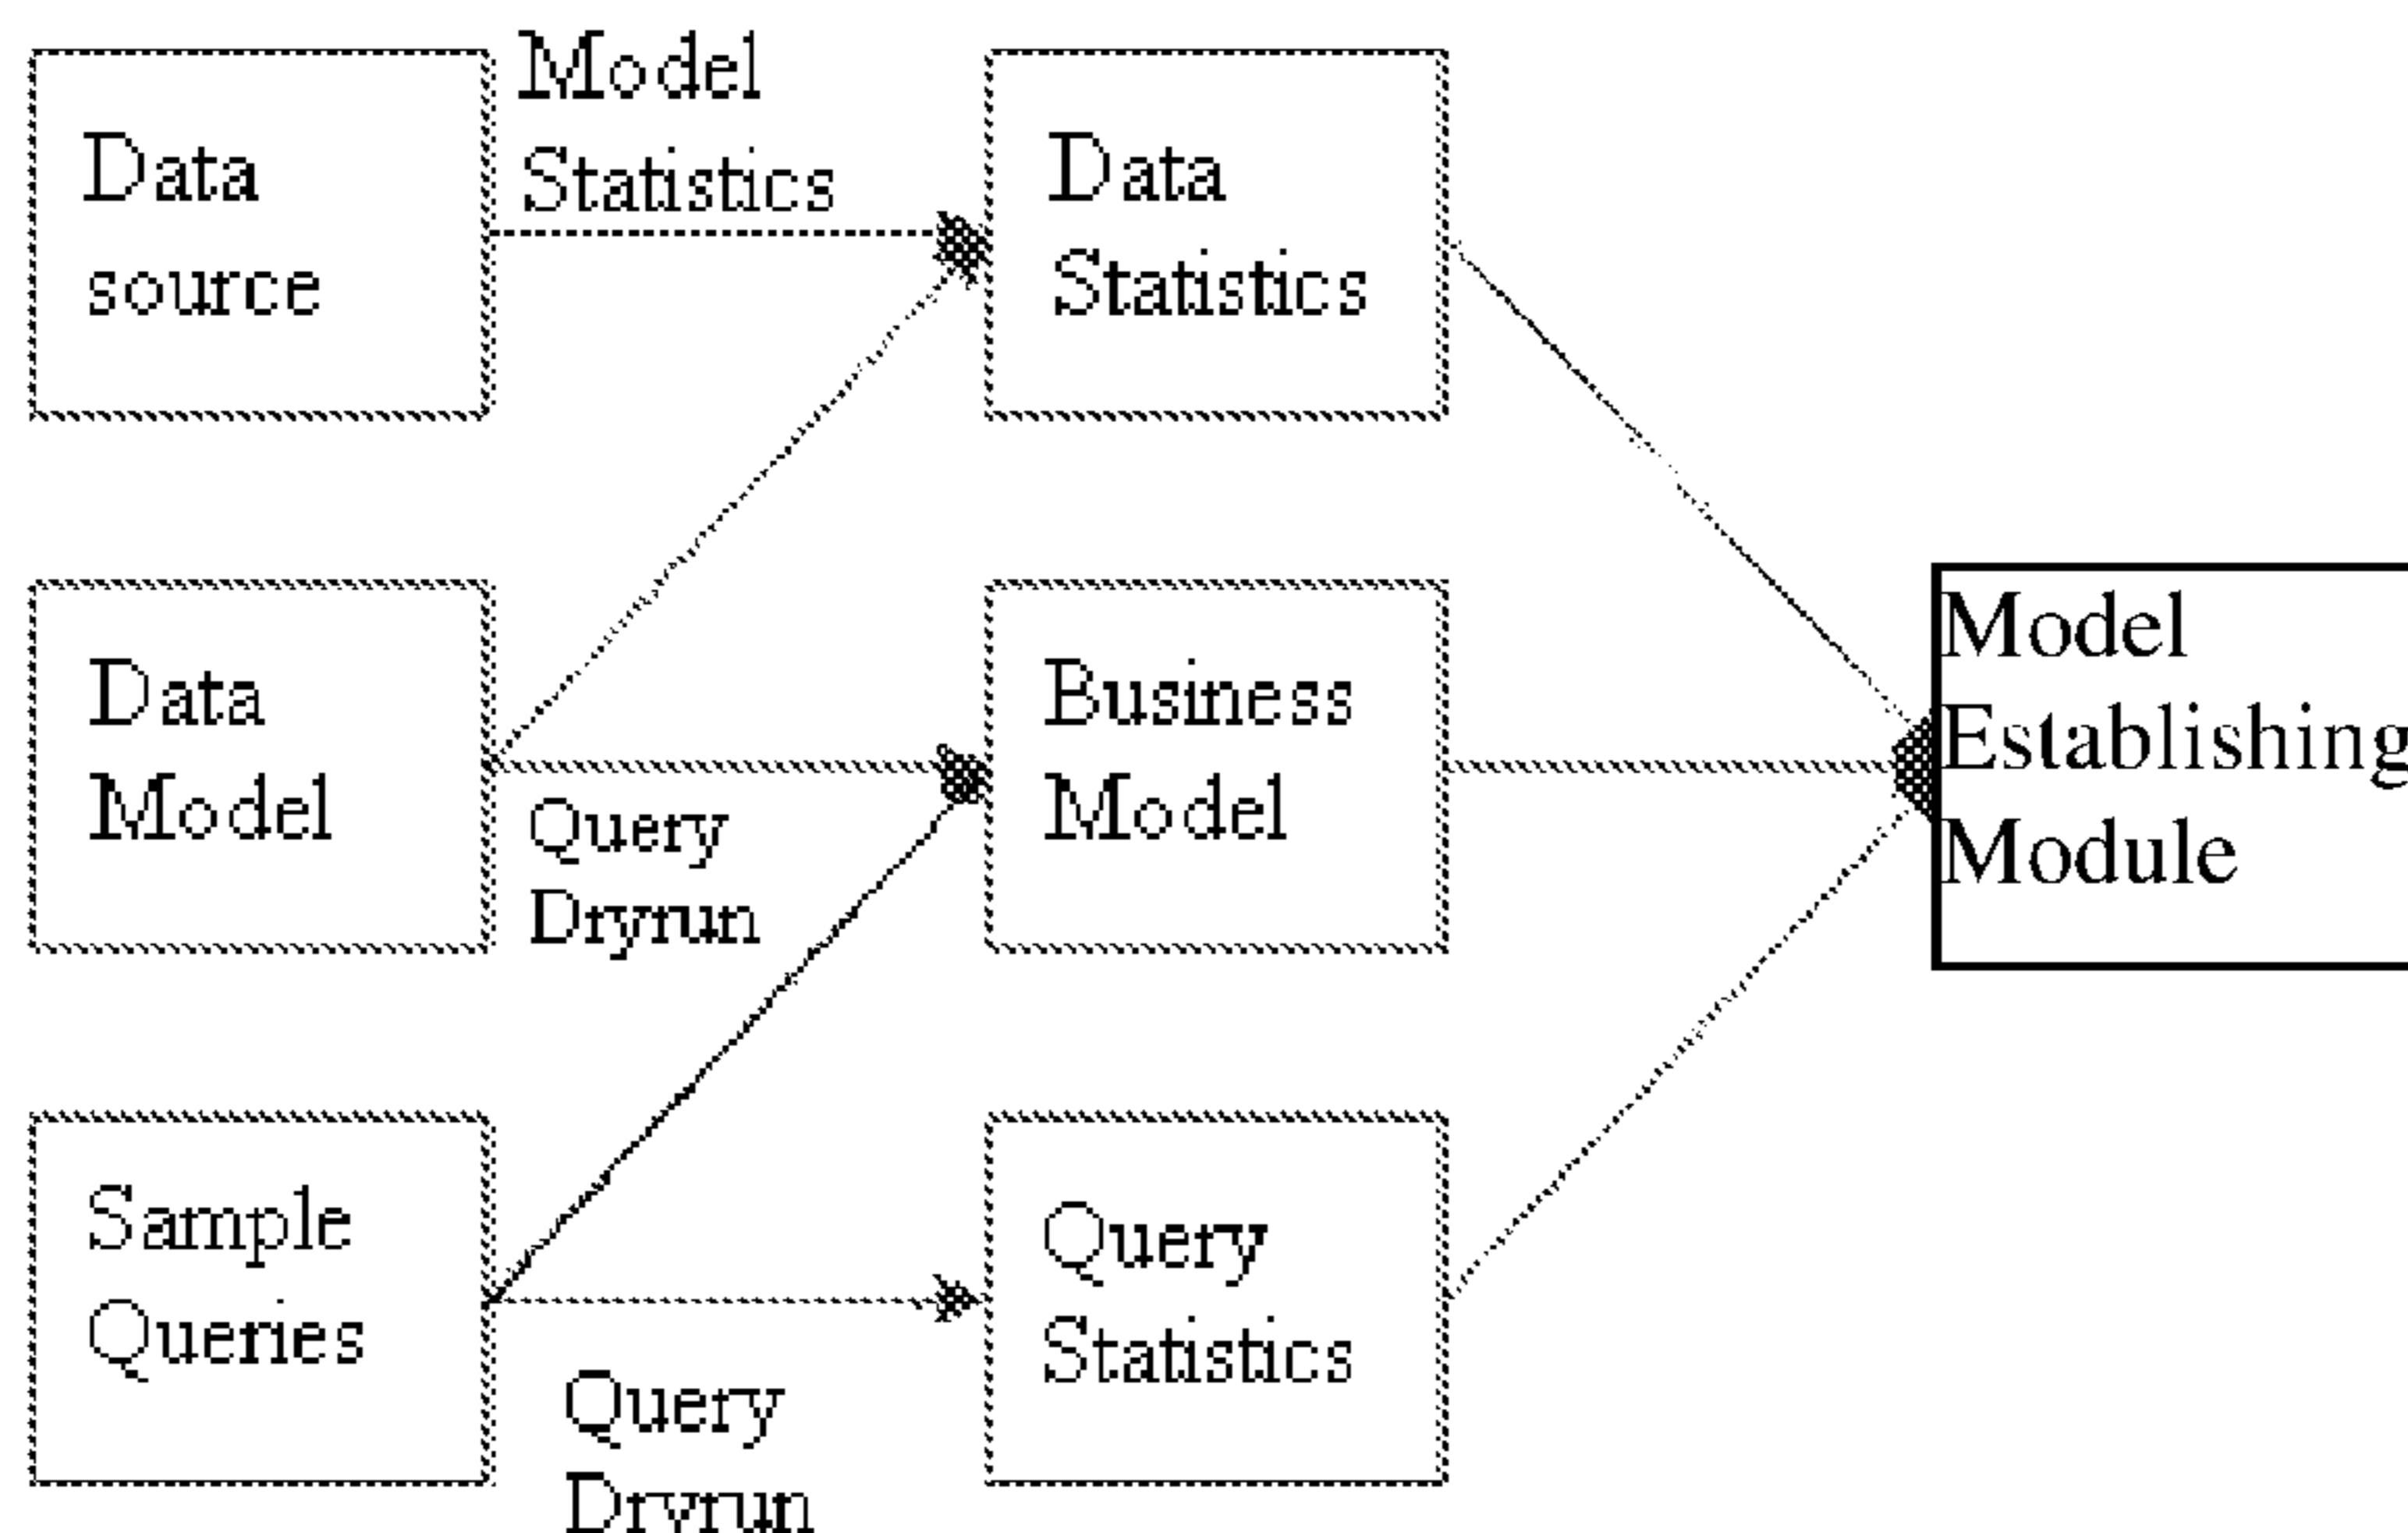 Model
Statistics
Data
source
Data
Statistics
Data
Model
Query
Dryrun
Business
Model
Model
Establishing
Module
Sample
Queries
Query
Statistics
Query
Dryrun